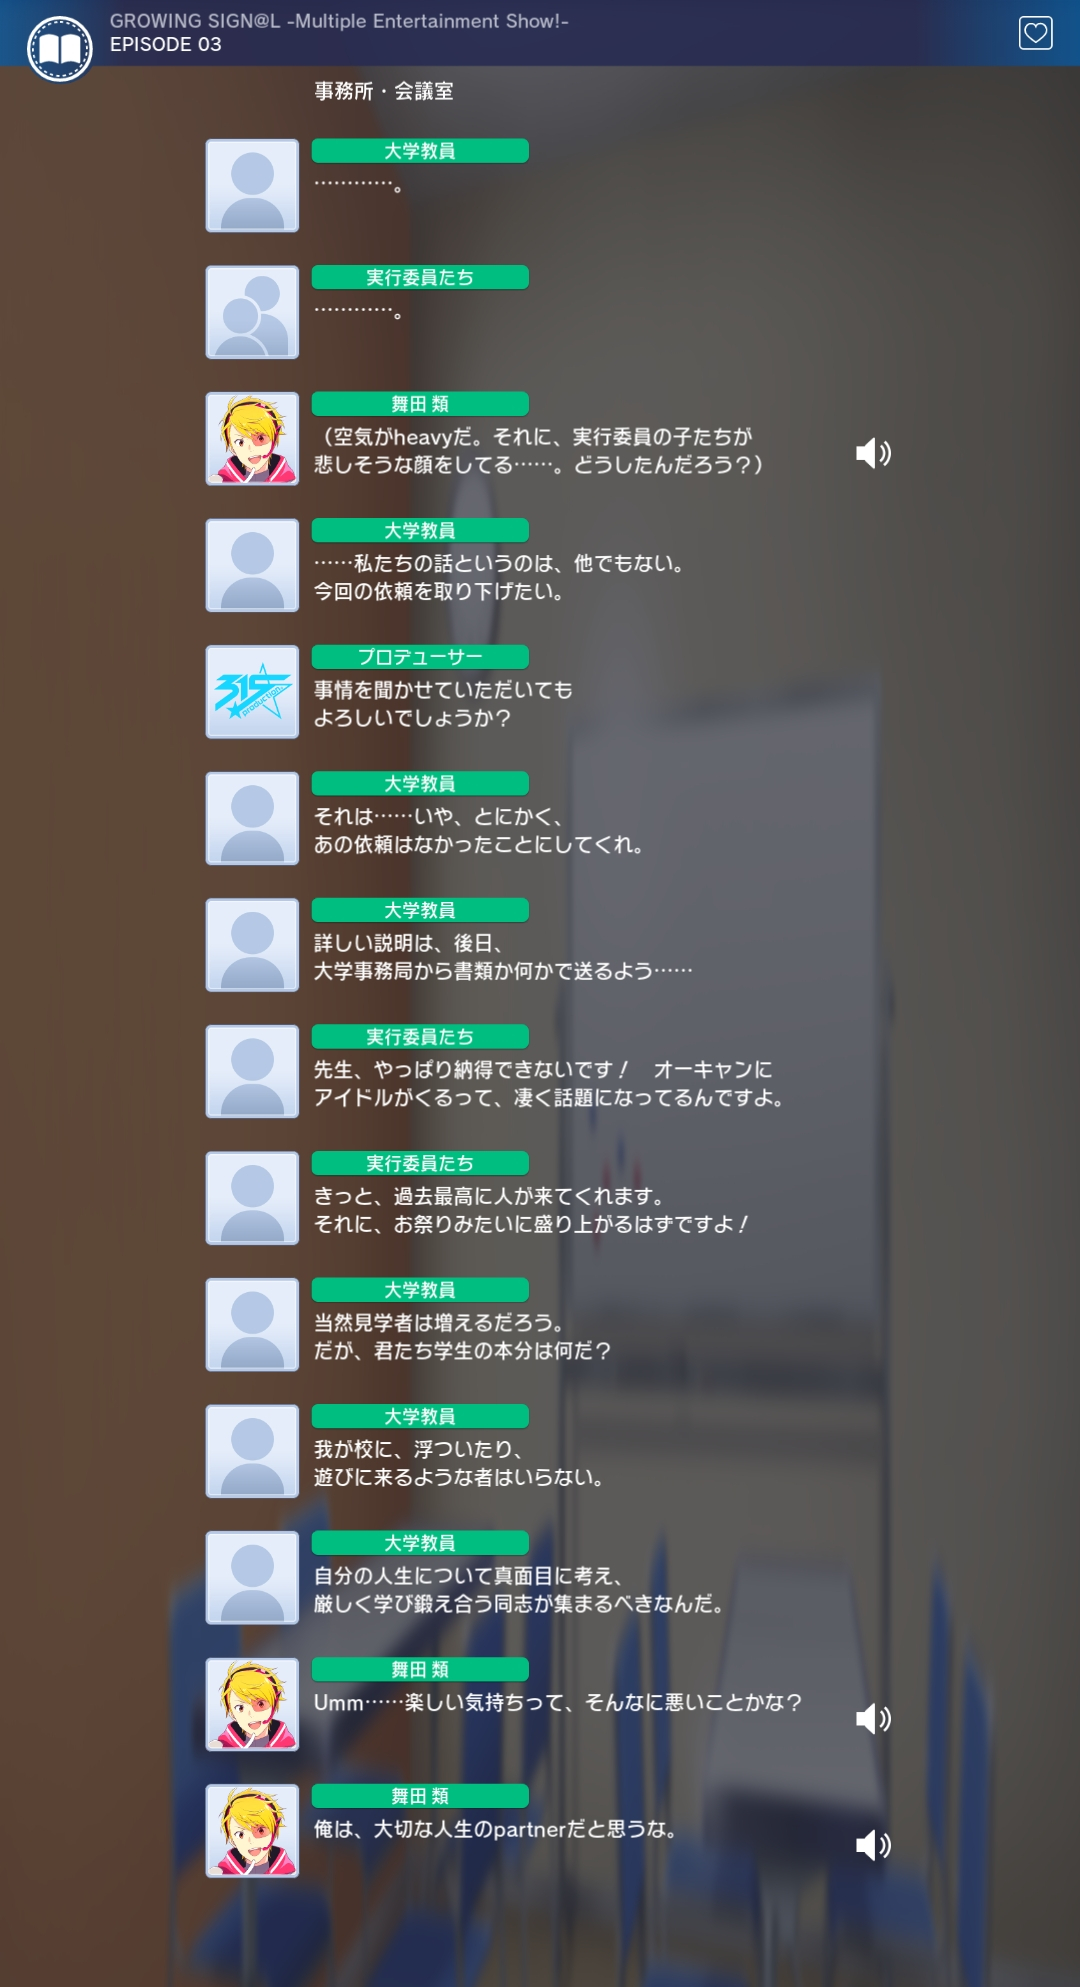 GROWING SIGN@L -Multiple Entertainment Show!-
EPISODE 03
事務所・会議室
大学教員
…………。
実行委員たち
…………。
舞田 類
（空気がheavyだ。それに、実行委員の子たちが
悲しそうな顔をしてる……。どうしたんだろう？）
大学教員
……私たちの話というのは、他でもない。
今回の依頼を取り下げたい。
プロデューサー
315
production
事情を聞かせていただいても
よろしいでしょうか？
大学教員
それは……いや、とにかく、
あの依頼はなかったことにしてくれ。
大学教員
詳しい説明は、後日、
大学事務局から書類か何かで送るよう……
実行委員たち
先生、やっぱり納得できないです！　オーキャンに
アイドルがくるって、凄く話題になってるんですよ。
実行委員たち
きっと、過去最高に人が来てくれます。
それに、お祭りみたいに盛り上がるはずですよ！
大学教員
当然見学者は増えるだろう。
だが、君たち学生の本分は何だ？
大学教員
我が校に、浮ついたり、
遊びに来るような者はいらない。
大学教員
自分の人生について真面目に考え、
厳しく学び鍛え合う同志が集まるべきなんだ。
舞田 類
Umm……楽しい気持ちって、そんなに悪いことかな？
舞田 類
俺は、大切な人生のpartnerだと思うな。